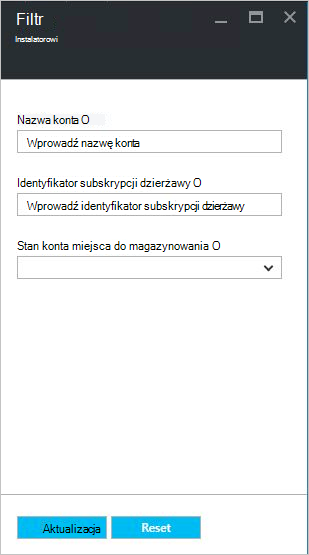 Filtr
Instalatorowi
Nazwa konta O
Wprowadź nazwę konta
Identyfikator subskrypcji dzierżawy O
Wprowadź identyfikator subskrypcji dzierżawy
Stan konta miejsca do magazynowania O
Aktualizacja Reset